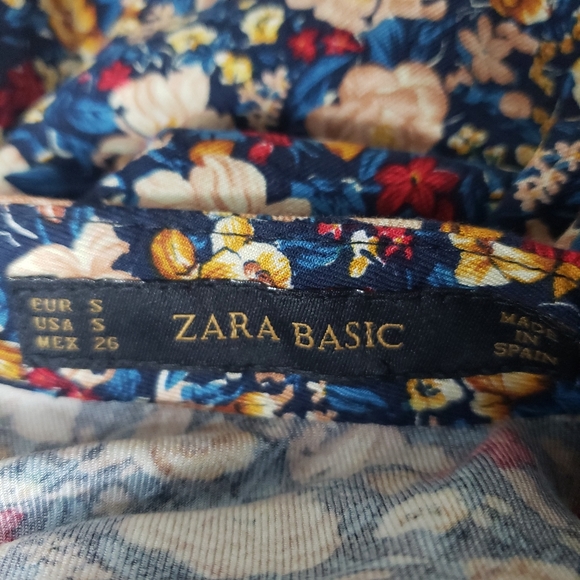 EUR S
USA S
MEX 26
ZARA BASIC
MADE
IN
SPAIN